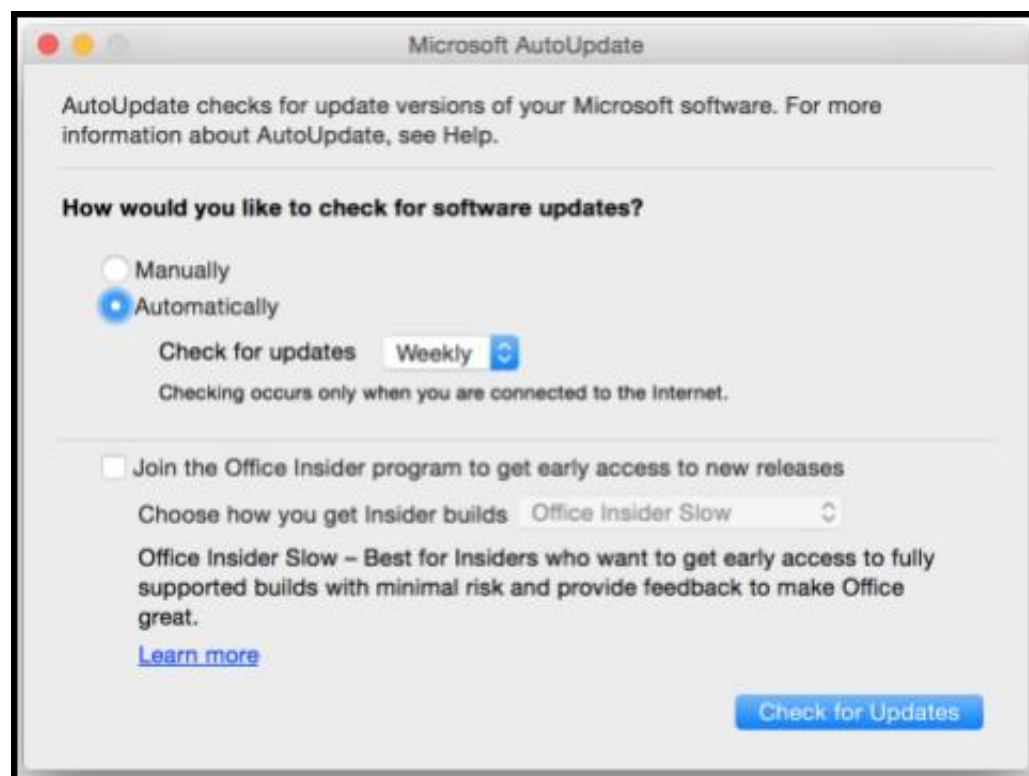 Microsoft AutoUpdate
AutoUpdate checks for update versions of your Microsoft software. For more
information about AutoUpdate, see Help.
How would you like to check for software updates?
Manually
Automatically
Check for updates Weekly
Checking occurs only when you are connected to the Internet.
Join the Office Insider program to get early access to new releases
Choose how you get Insider builds Office Insider Slow
Office Insider Slow – Best for Insiders who want to get early access to fully
supported builds with minimal risk and provide feedback to make Office
great.
Learn more
Check for Updates